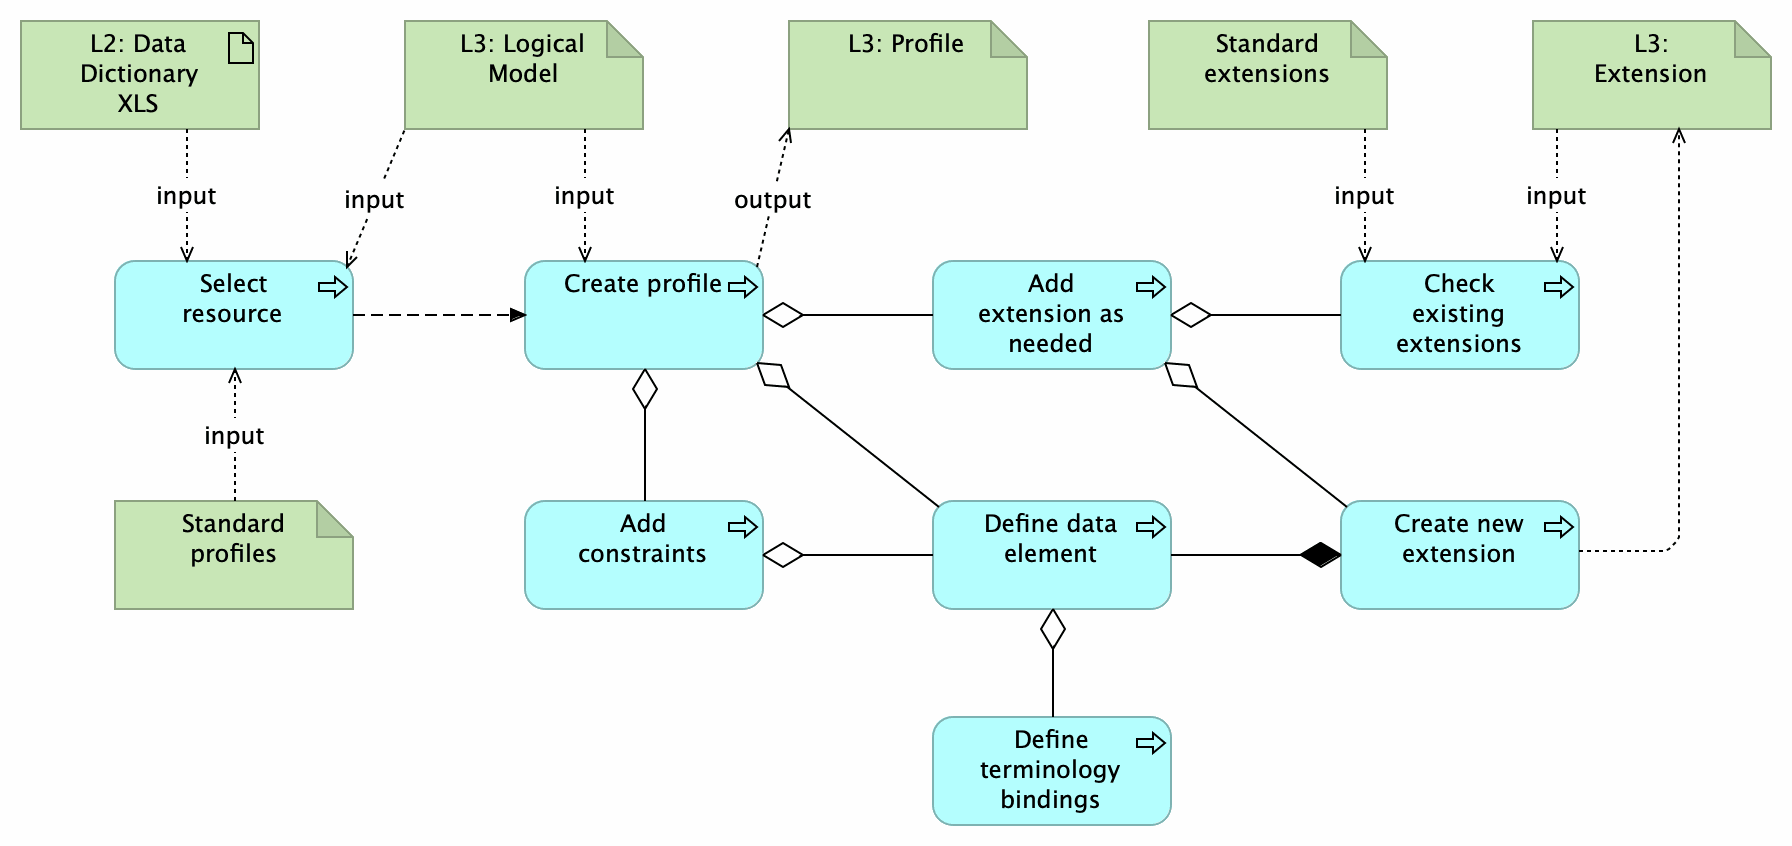 L2: Data
Dictionary
XLS
L3: Logical
Model
L3: Profile
Standard
extensions
L3:
Extension
input
input
input
output
input
input
Select
resource
Create profile
Add
extension as
needed
Check
existing
extensions
input
Standard
profiles
Add
constraints
Define data
element
Create new
extension
Define
terminology
bindings